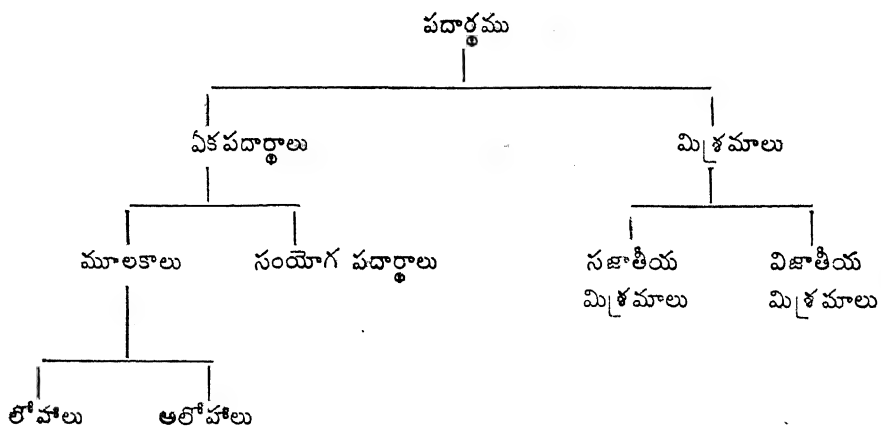 పదార్థము
ఏకపదార్థాలు మిశ్రమాలు
మూలకాలు సంయోగ పదార్థాలు సజాతీయ విజాతీయ
మిశ్రమాలు మిశ్రమాలు
లోహాలు అలోహాలు